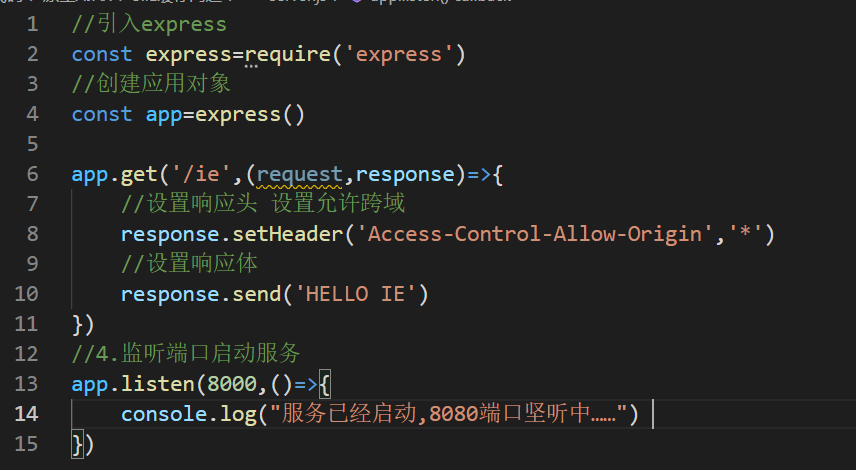 1 //引入express
2 const express=require('express')
3 //创建应用对象
4 const app=express()
5
6 app.get('/ie',(request,response)=>{
7 //设置响应头 设置允许跨域
8 response.setHeader('Access-Control-Allow-Origin','*')
9 //设置响应体
10 response.send('HELLO IE')
11 })
12 //4.监听端口启动服务
13 app.listen(8000,()=>{
14 console.log("服务已经启动,8080端口坚听中……")
15 })